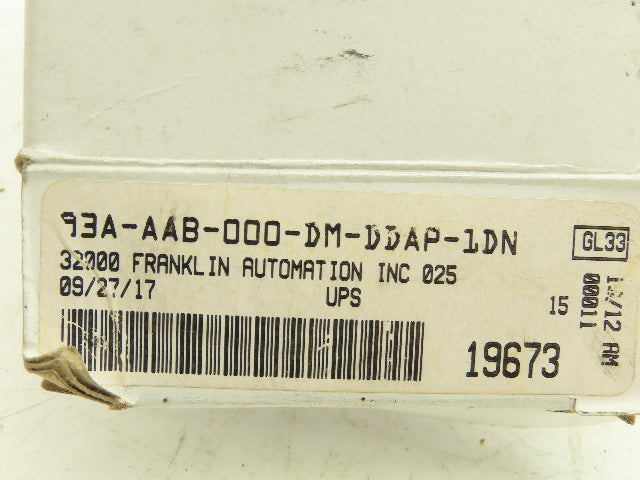 93A-AAB-000-DM-DDAP-1DN
GL33
32000 FRANKLIN AUTOMATION INC 025
09/27/17 UPS
15
00011
19673